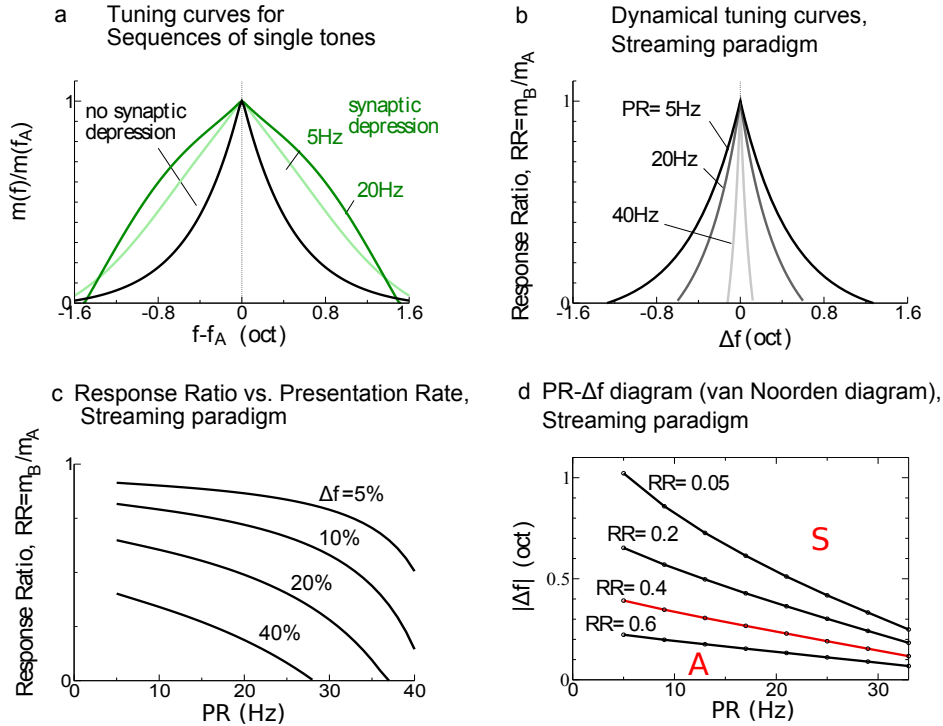 a Tuning curves for
Sequences of single tones
1
no synaptic
depression
synaptic
depression
5Hz
20Hz
m(f)/m(f_A)
0
-1.6 -0.8 0 0.8 1.6
f-f_A (oct)
b Dynamical tuning curves,
Streaming paradigm
1
PR= 5Hz
20Hz
40Hz
Response Ratio, RR=m_B/m_A
0
-1.6 -0.8 0 0.8 1.6
Δf (oct)
c Response Ratio vs. Presentation Rate,
Streaming paradigm
1
Δf=5%
10%
20%
40%
Response Ratio, RR=m_B/m_A
0
0 10 20 30 40
PR (Hz)
d PR-Δf diagram (van Noorden diagram),
Streaming paradigm
1
RR= 0.05
S
RR= 0.2
0.5
RR= 0.4
RR= 0.6
A
|Δf| (oct)
0
0 10 20 30
PR (Hz)